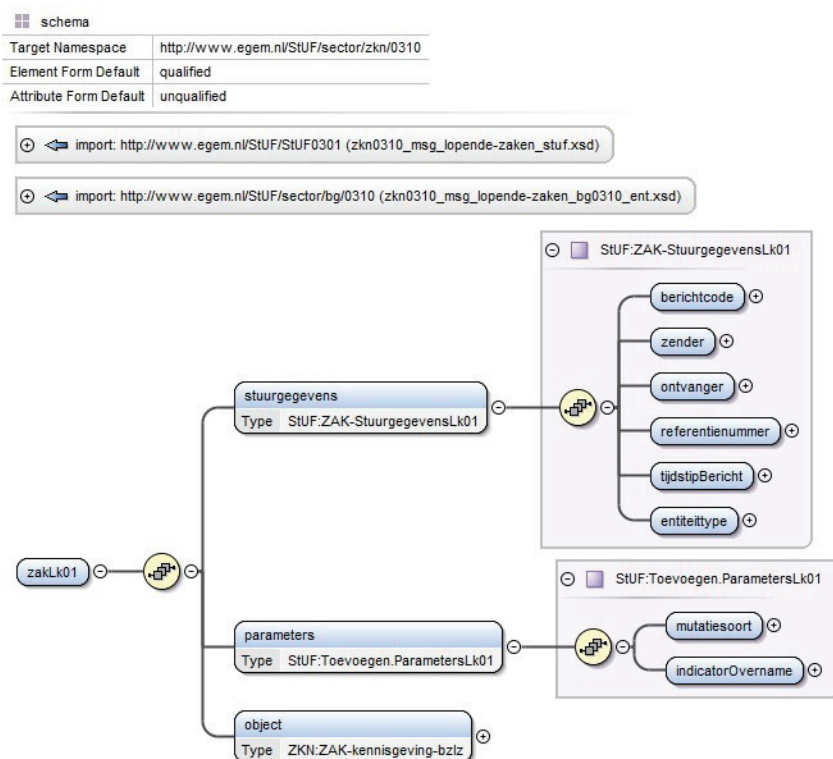 schema
Target Namespace http://www.egem.nl/StUF/sector/zkn/0310
Element Form Default qualified
Attribute Form Default unqualified
import: http://www.egem.nl/StUF/StUF0301 (zkn0310_msg_lopende-zaken_stuf.xsd)
import: http://www.egem.nl/StUF/sector/bg/0310 (zkn0310_msg_lopende-zaken_bg0310_ent.xsd)
StUF:ZAK-StuurgegevensLk01
berichtcode
zender
ontvanger
referentienummer
tijdstipBericht
entiteittype
stuurgegevens
Type StUF:ZAK-StuurgegevensLk01
zakLk01
StUF:Toevoegen.ParametersLk01
mutatiesoort
indicatorOvername
parameters
Type StUF:Toevoegen.ParametersLk01
object
Type ZKN:ZAK-kennisgeving-bzlz